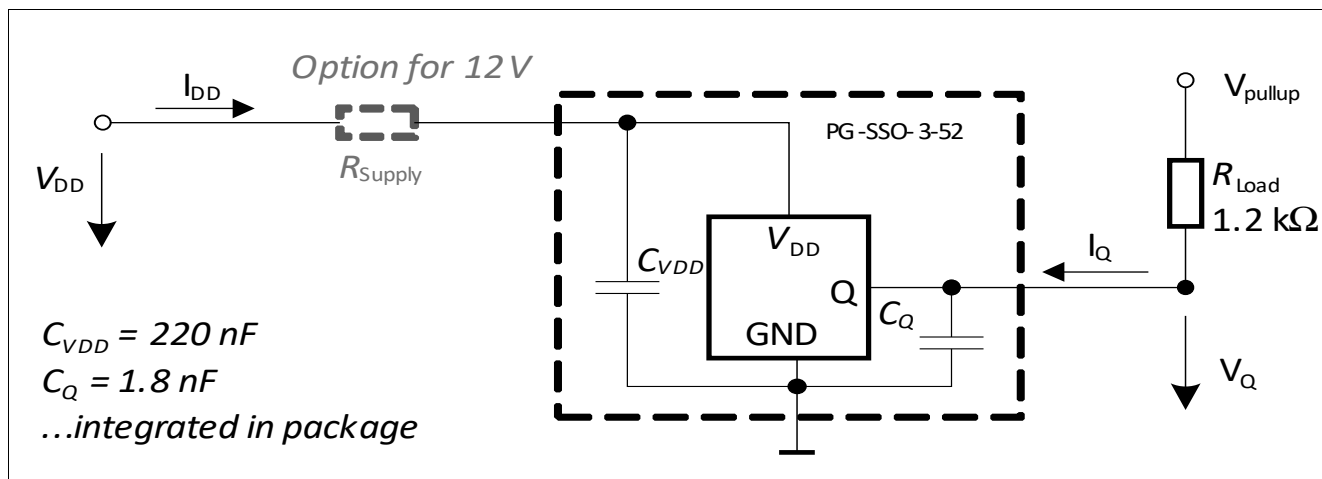 Option for 12V
I_DD
R_Supply
V_DD
PG-SSO-3-52
V_pullup
R_Load
1.2 kΩ
I_Q
V_DD
C_VDD
Q
C_Q
GND
V_Q
C_VDD = 220 nF
C_Q = 1.8 nF
...integrated in package